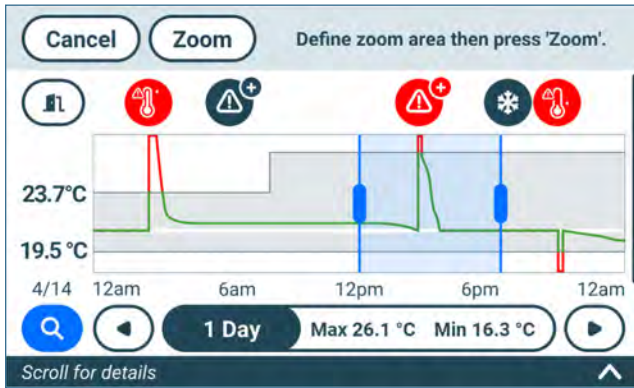 Cancel Zoom Define zoom area then press 'Zoom'.
23.7°C
19.5 °C
4/14 12am 6am 12pm 6pm 12am
1 Day Max 26.1 °C Min 16.3 °C
Scroll for details